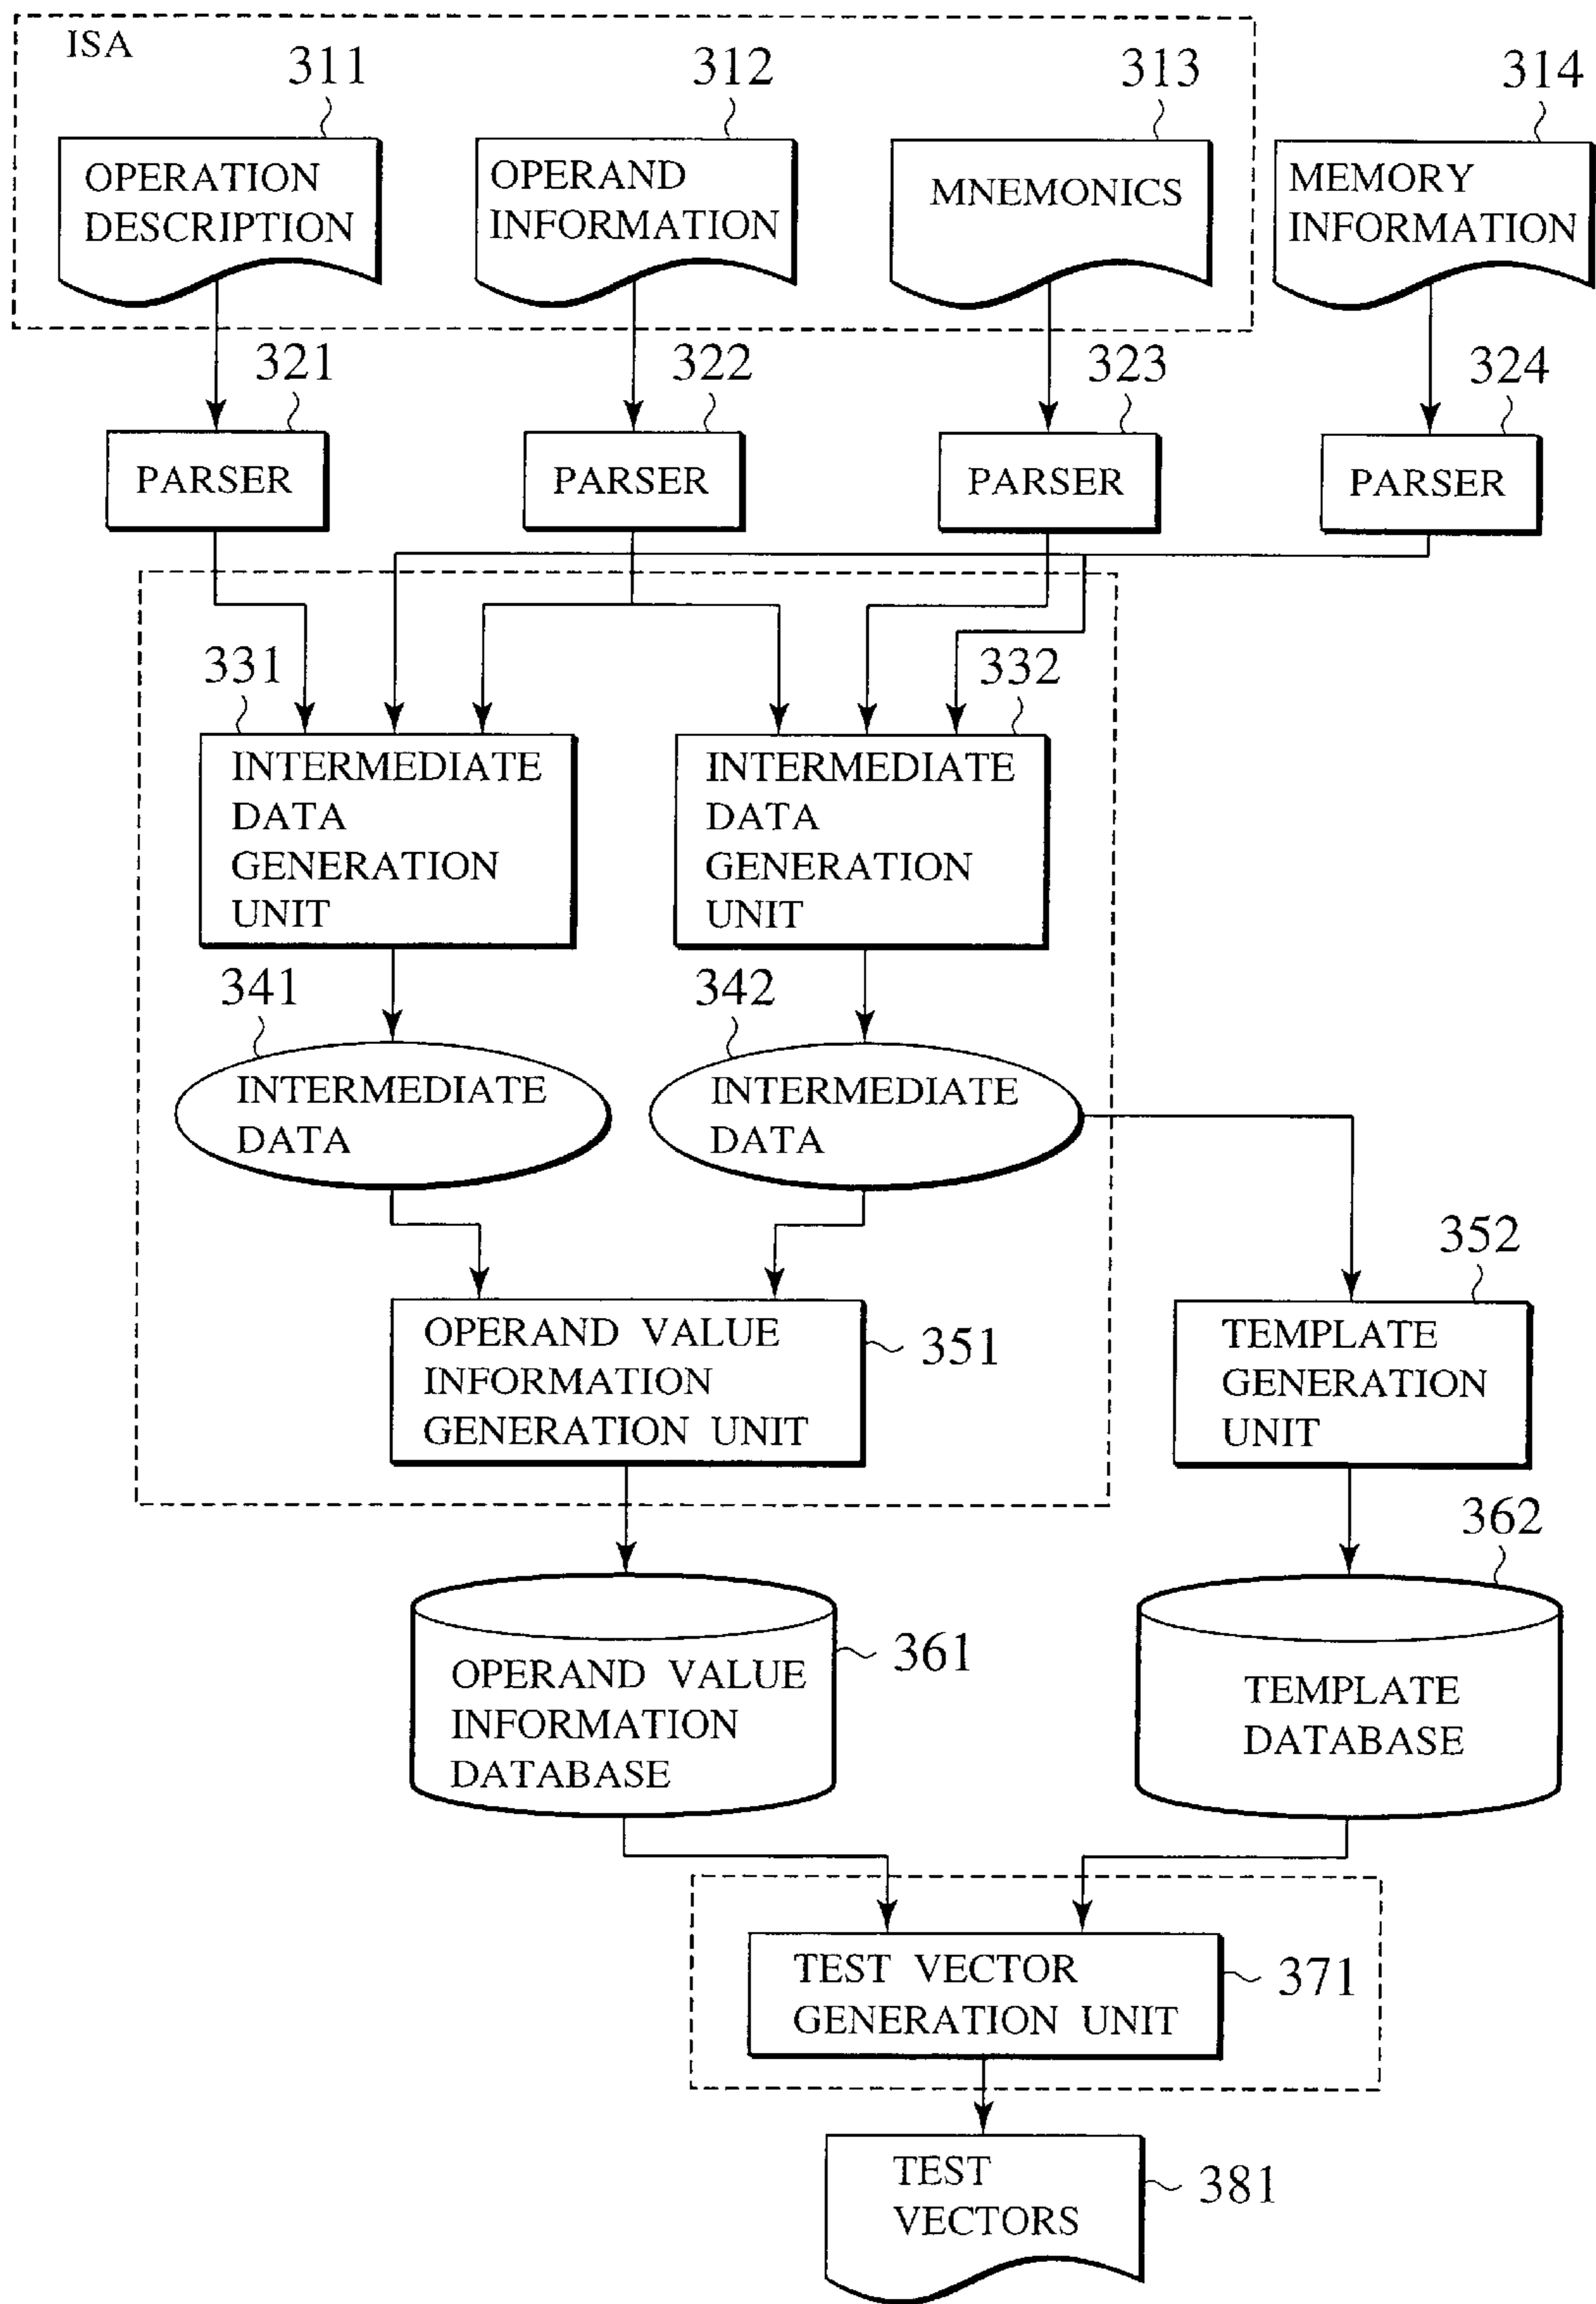 ISA
311
312
313
314
OPERATION
DESCRIPTION
OPERAND
INFORMATION
MNEMONICS
MEMORY
INFORMATION
321
322
323
324
PARSER
PARSER
PARSER
PARSER
331
332
INTERMEDIATE
DATA
GENERATION
UNIT
INTERMEDIATE
DATA
GENERATION
UNIT
341
342
INTERMEDIATE
DATA
INTERMEDIATE
DATA
352
OPERAND VALUE
INFORMATION
GENERATION UNIT
351
TEMPLATE
GENERATION
UNIT
362
OPERAND VALUE
INFORMATION
DATABASE
361
TEMPLATE
DATABASE
TEST VECTOR
GENERATION UNIT
371
TEST
VECTORS
381